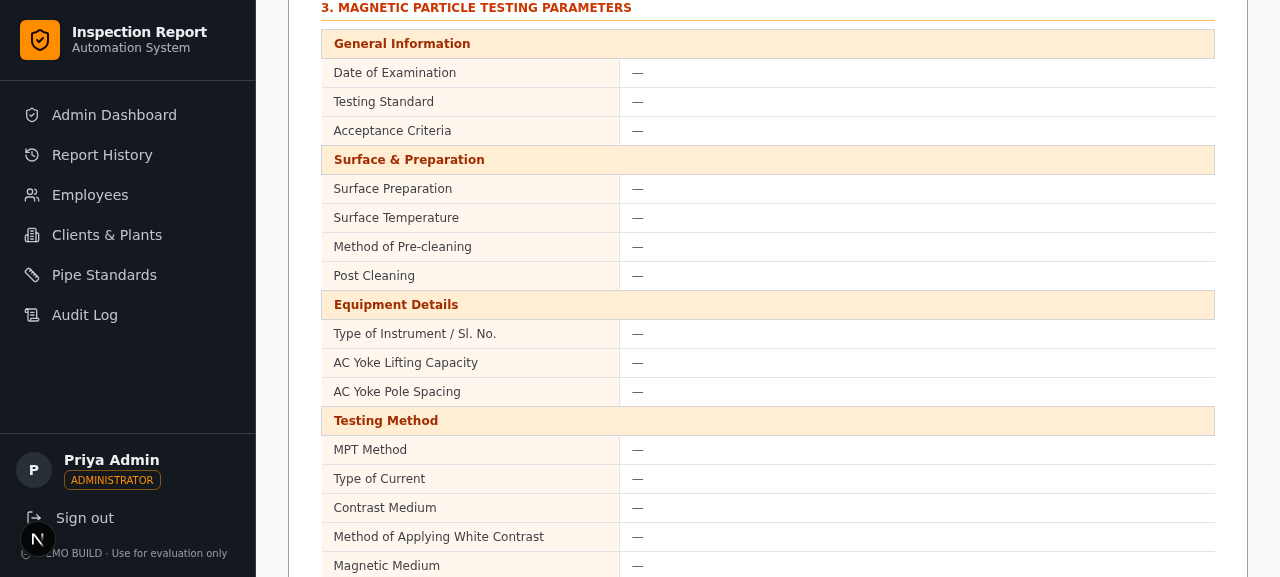 Inspection Report
Automation System
Admin Dashboard
Report History
Employees
Clients & Plants
Pipe Standards
Audit Log
P
Priya Admin
ADMINISTRATOR
Sign out
N
EMO BUILD · Use for evaluation only
3. MAGNETIC PARTICLE TESTING PARAMETERS
General Information
Date of Examination —
Testing Standard —
Acceptance Criteria —
Surface & Preparation
Surface Preparation —
Surface Temperature —
Method of Pre-cleaning —
Post Cleaning —
Equipment Details
Type of Instrument / Sl. No. —
AC Yoke Lifting Capacity —
AC Yoke Pole Spacing —
Testing Method
MPT Method —
Type of Current —
Contrast Medium —
Method of Applying White Contrast —
Magnetic Medium —